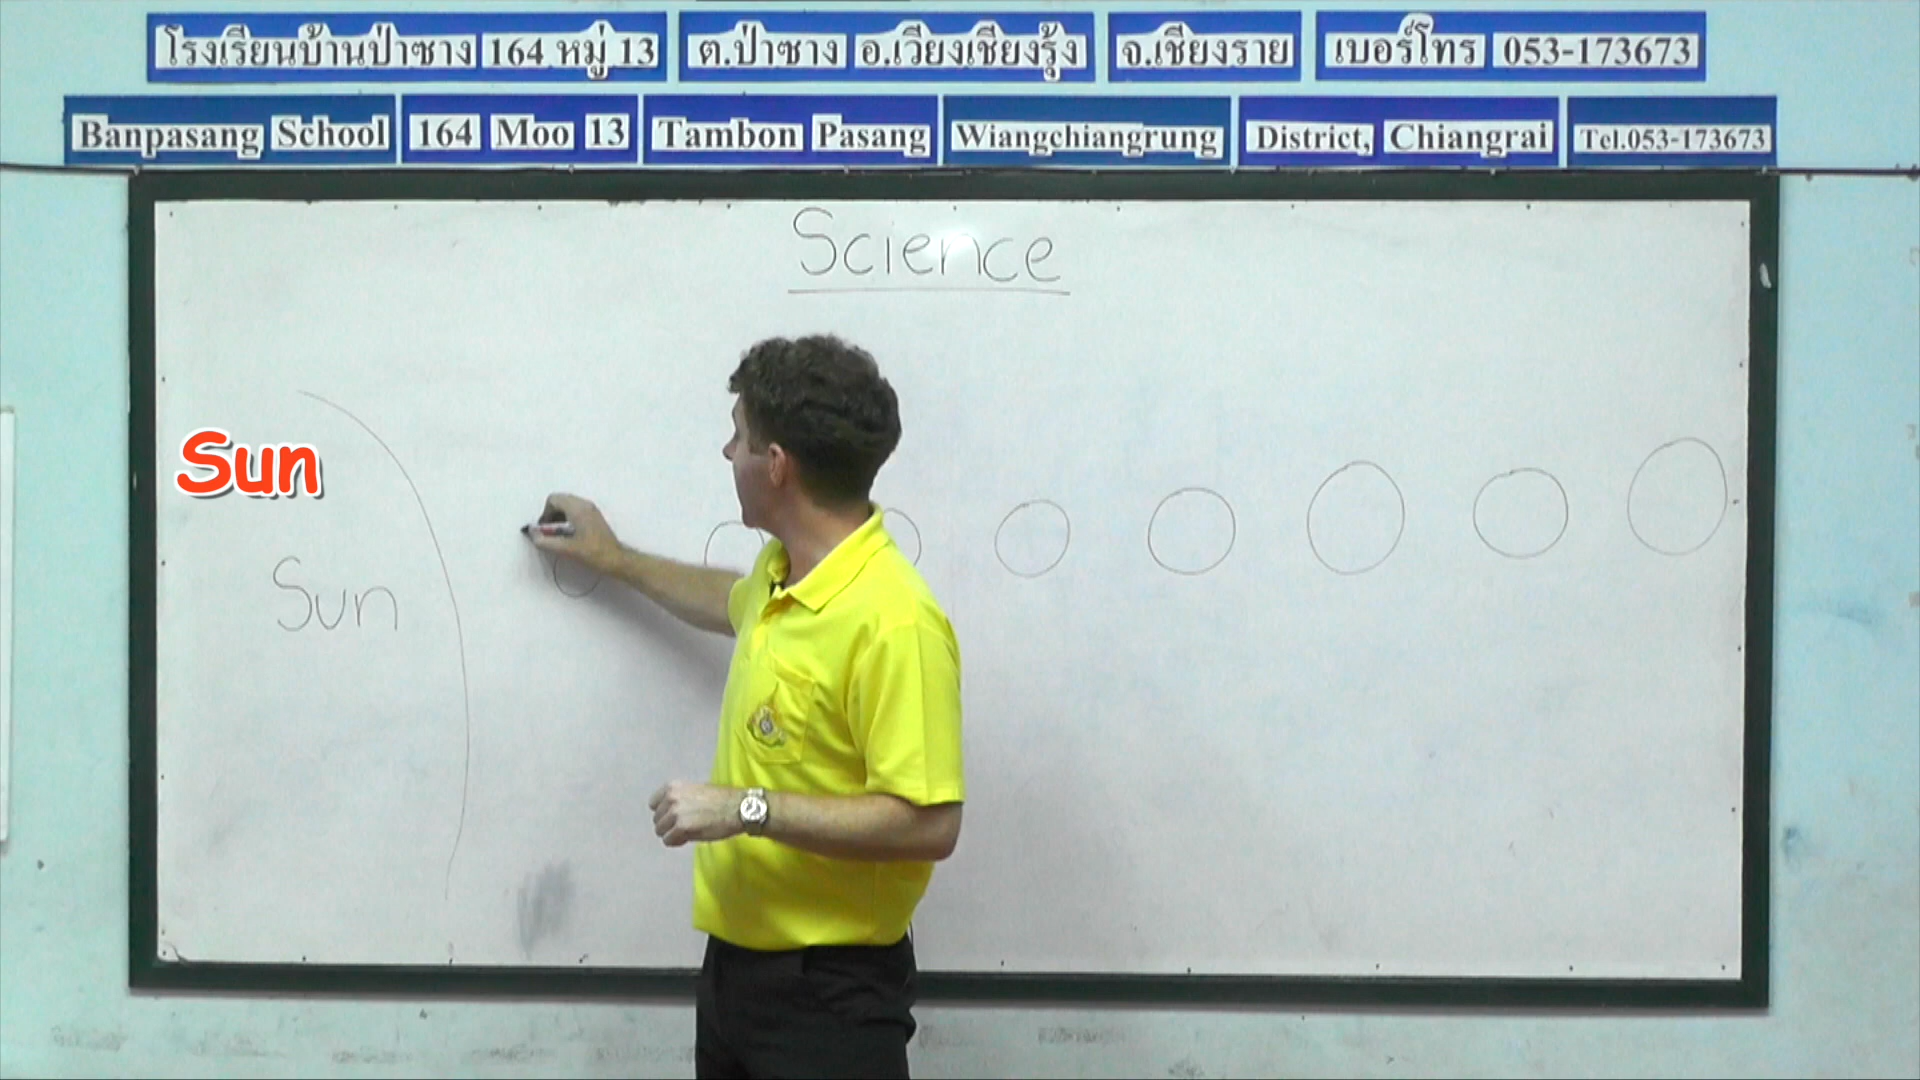 โรงเรียนบ้านป่าซาง 164 หมู่ 13 ต.ป่าซาง อ.เวียงเชียงรุ้ง จ.เชียงราย เบอร์โทร 053-173673
Banpasang School 164 Moo 13 Tambon Pasang Wiangchiangrung District, Chiangrai Tel.053-173673
Science
Sun
Sun